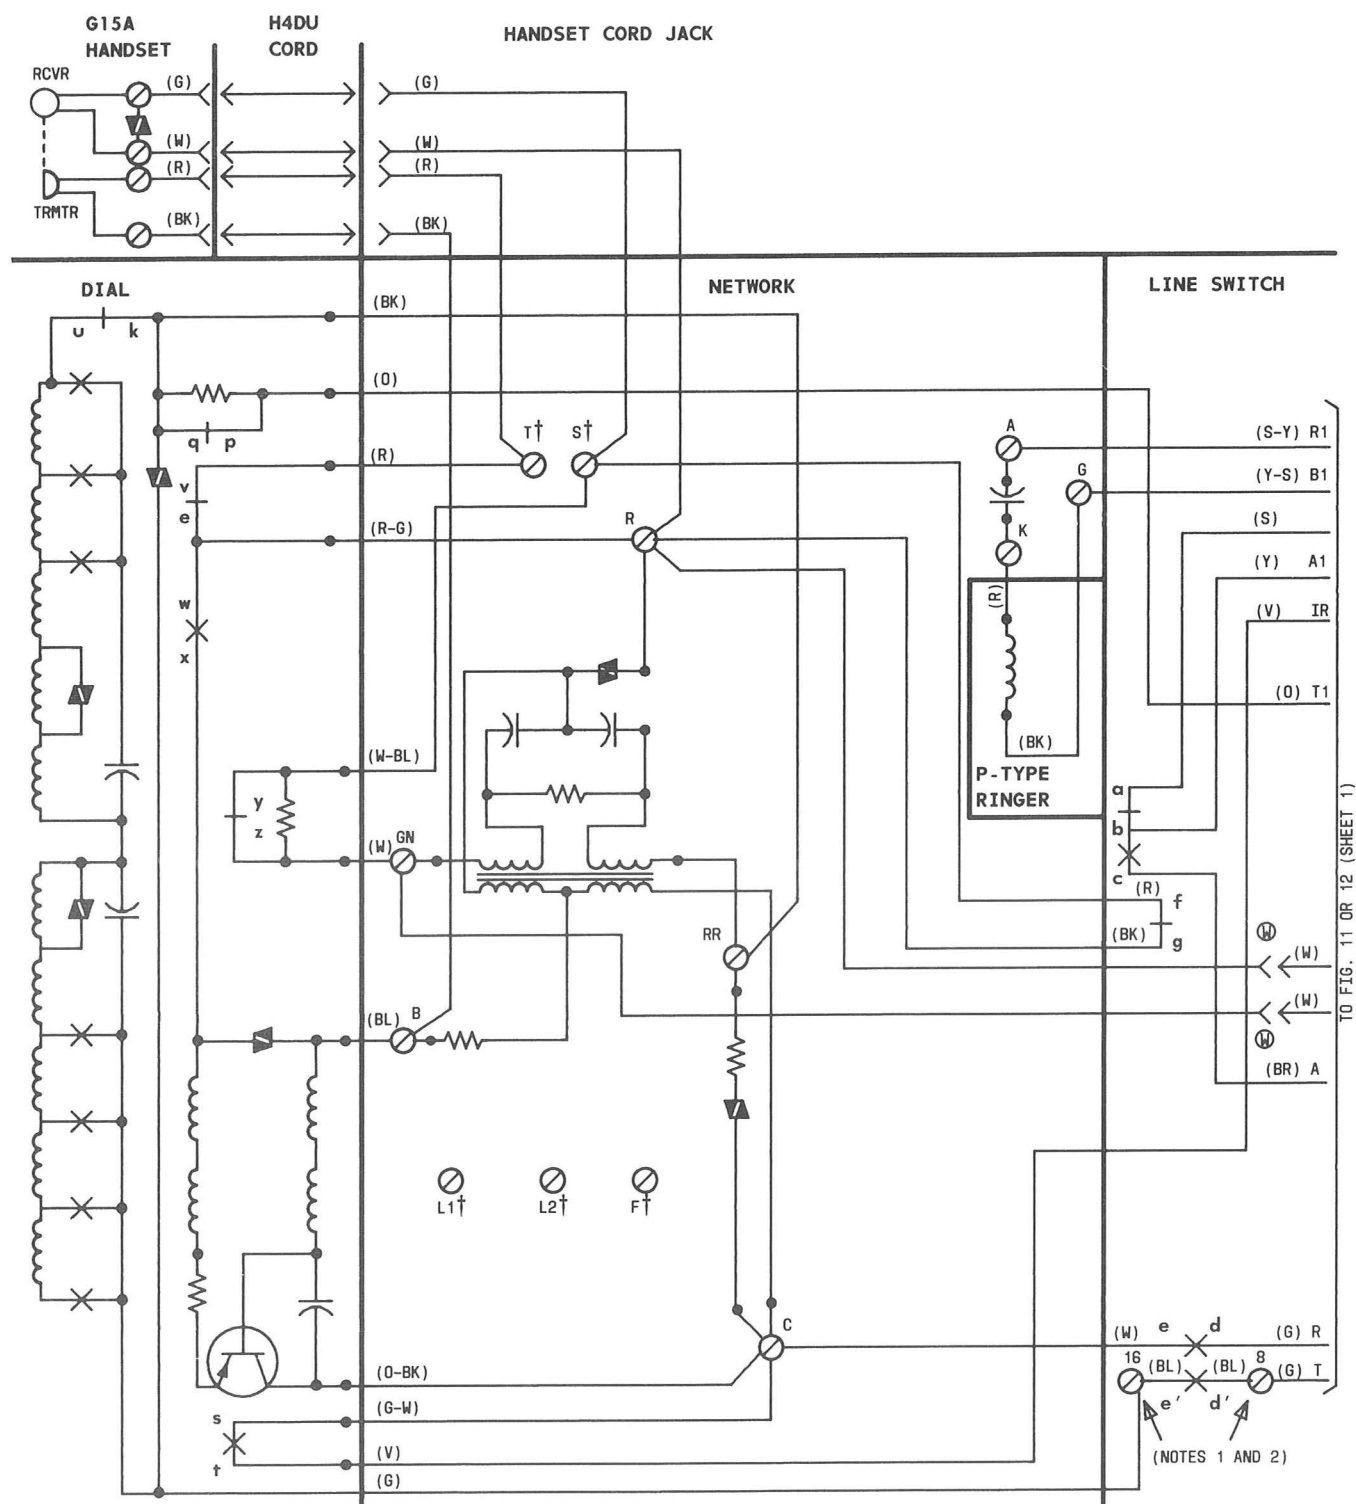 G15A
HANDSET
H4DU
CORD
HANDSET CORD JACK
RCVR
(G)
(G)
(W)
(W)
(R)
(R)
(BK)
(BK)
TRMTR
DIAL
NETWORK
LINE SWITCH
(BK)
u k
(O)
q p
T† S†
A
(S-Y) R1
(R)
G
(Y-S) B1
v
e
(R-G)
R
K
(S)
(Y) A1
(R)
w
x
(V) IR
(O) T1
(BK)
(W-BL)
P-TYPE
RINGER
a
y
z
b
(W) GN
c
(R) f
RR
(BK) g
W
(W)
(W)
W
(BL) B
(BR) A
TO FIG. 11 OR 12 (SHEET 1)
L1† L2† F†
C
(W) e d (G) R
16 (BL) (BL) 8 (G) T
e' d'
(O-BK)
s
(G-W)
t
(V)
(NOTES 1 AND 2)
(G)